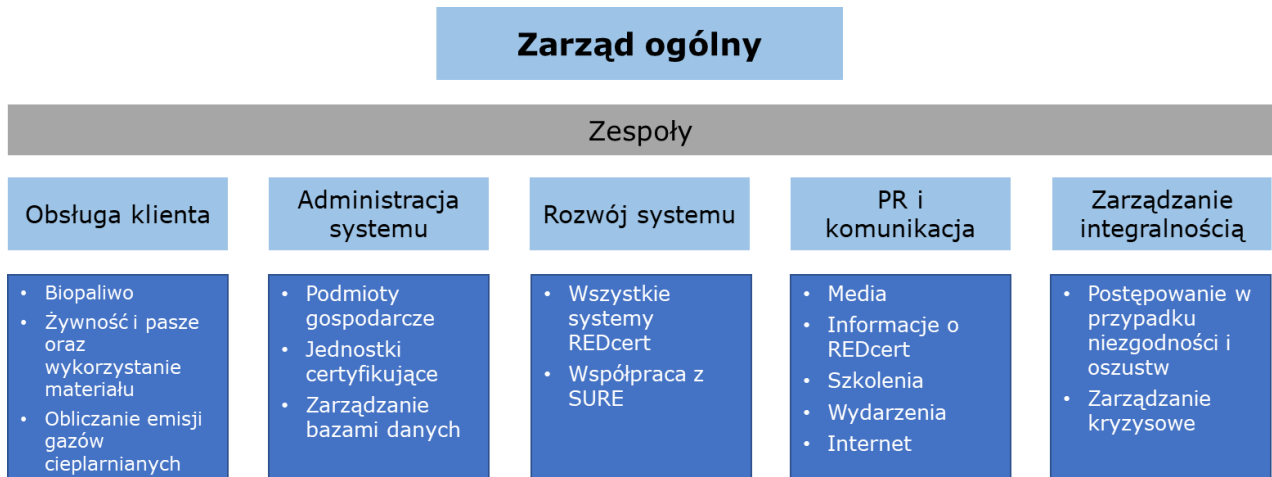 Zarząd ogólny
Zespoły
Obsługa klienta
Administracja
systemu
Rozwój systemu
PR i
komunikacja
Zarządzanie
integralnością
• Biopaliwo
• Żywność i pasze
oraz
wykorzystanie
materiału
• Obliczanie emisji
gazów
cieplarnianych
• Podmioty
gospodarcze
• Jednostki
certyfikujące
• Zarządzanie
bazami danych
• Wszystkie
systemy
REDcert
• Współpraca z
SURE
• Media
• Informacje o
REDcert
• Szkolenia
• Wydarzenia
• Internet
• Postępowanie w
przypadku
niezgodności i
oszustw
• Zarządzanie
kryzysowe